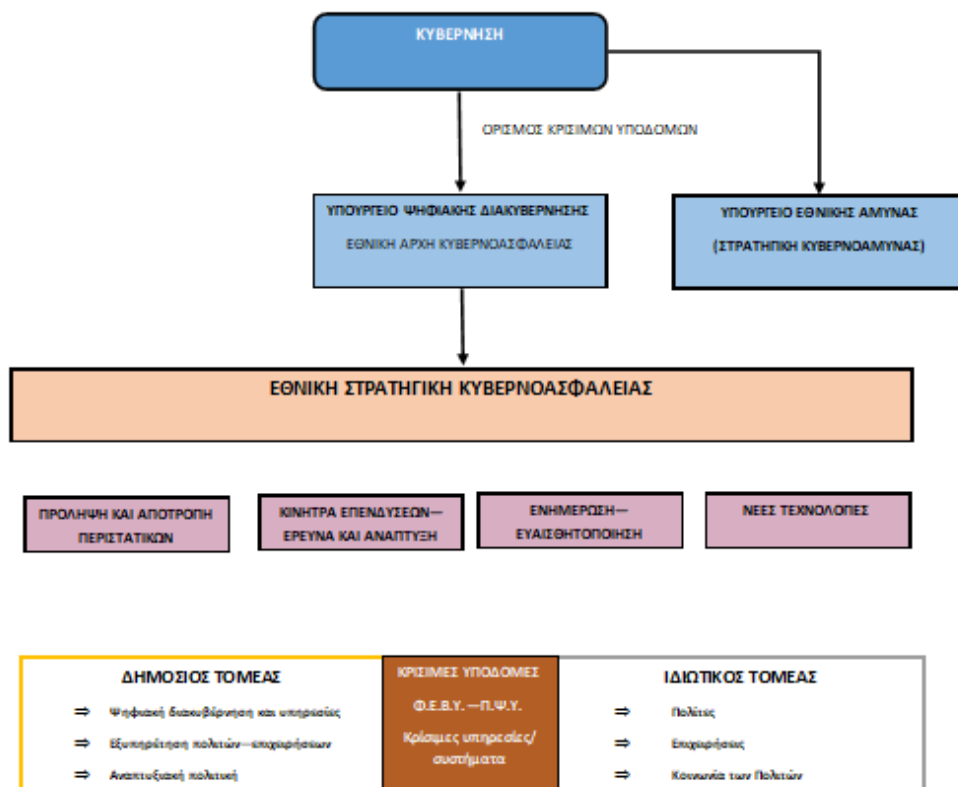 ΚΥΒΕΡΝΗΣΗ
ΟΡΙΣΜΟΣ ΚΡΙΣΙΜΩΝ ΥΠΟΔΟΜΩΝ
ΥΠΟΥΡΓΕΙΟ ΨΗΦΙΑΚΗΣ ΔΙΑΚΥΒΕΡΝΗΣΗΣ
ΕΘΝΙΚΗ ΑΡΧΗ ΚΥΒΕΡΝΟΑΣΦΑΛΕΙΑΣ
ΥΠΟΥΡΓΕΙΟ ΕΘΝΙΚΗΣ ΑΜΥΝΑΣ
(ΣΤΡΑΤΗΓΙΚΗ ΚΥΒΕΡΝΟΑΜΥΝΑΣ)
ΕΘΝΙΚΗ ΣΤΡΑΤΗΓΙΚΗ ΚΥΒΕΡΝΟΑΣΦΑΛΕΙΑΣ
ΠΡΟΛΗΨΗ ΚΑΙ ΑΠΟΤΡΟΠΗ
ΠΕΡΙΣΤΑΤΙΚΩΝ
ΚΙΝΗΤΡΑ ΕΠΕΝΔΥΣΕΩΝ—
ΕΡΕΥΝΑ ΚΑΙ ΑΝΑΠΤΥΞΗ
ΕΝΗΜΕΡΩΣΗ—
ΕΥΑΙΣΘΗΤΟΠΟΙΗΣΗ
ΝΕΕΣ ΤΕΧΝΟΛΟΓΙΕΣ
ΔΗΜΟΣΙΟΣ ΤΟΜΕΑΣ
⇒ Ψηφιακή διακυβέρνηση και υπηρεσίες
⇒ Εξυπηρέτηση πολιτών—επιχειρήσεων
⇒ Αναπτυξιακή πολιτική
ΚΡΙΣΙΜΕΣ ΥΠΟΔΟΜΕΣ
Φ.Ε.Β.Υ. —Π.Ψ.Υ.
Κρίσιμες υπηρεσίες/
συστήματα
ΙΔΙΩΤΙΚΟΣ ΤΟΜΕΑΣ
⇒ Πολίτες
⇒ Επιχειρήσεις
⇒ Κοινωνία των Πολιτών